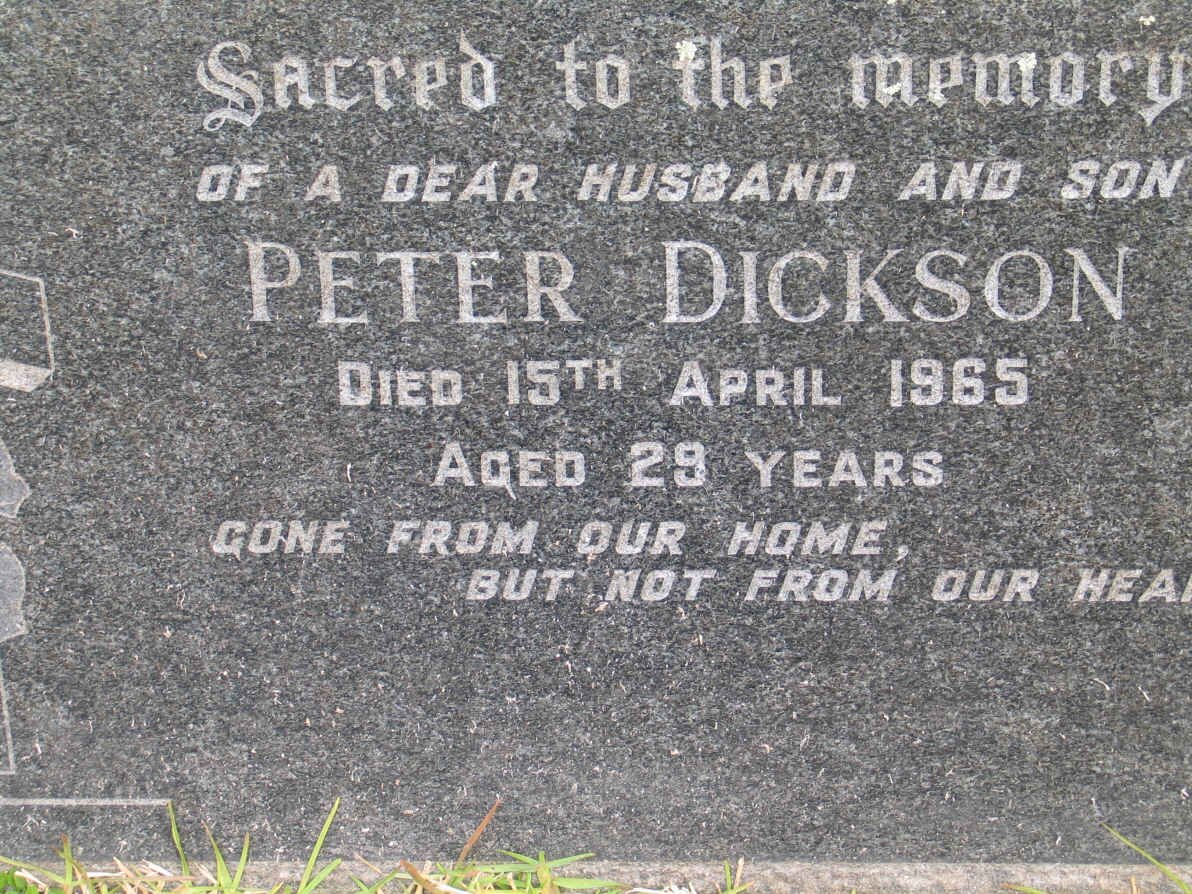 Sacred to the memory
OF A DEAR HUSBAND AND SON
PETER DICKSON
DIED 15TH APRIL 1965
AGED 29 YEARS
GONE FROM OUR HOME,
BUT NOT FROM OUR